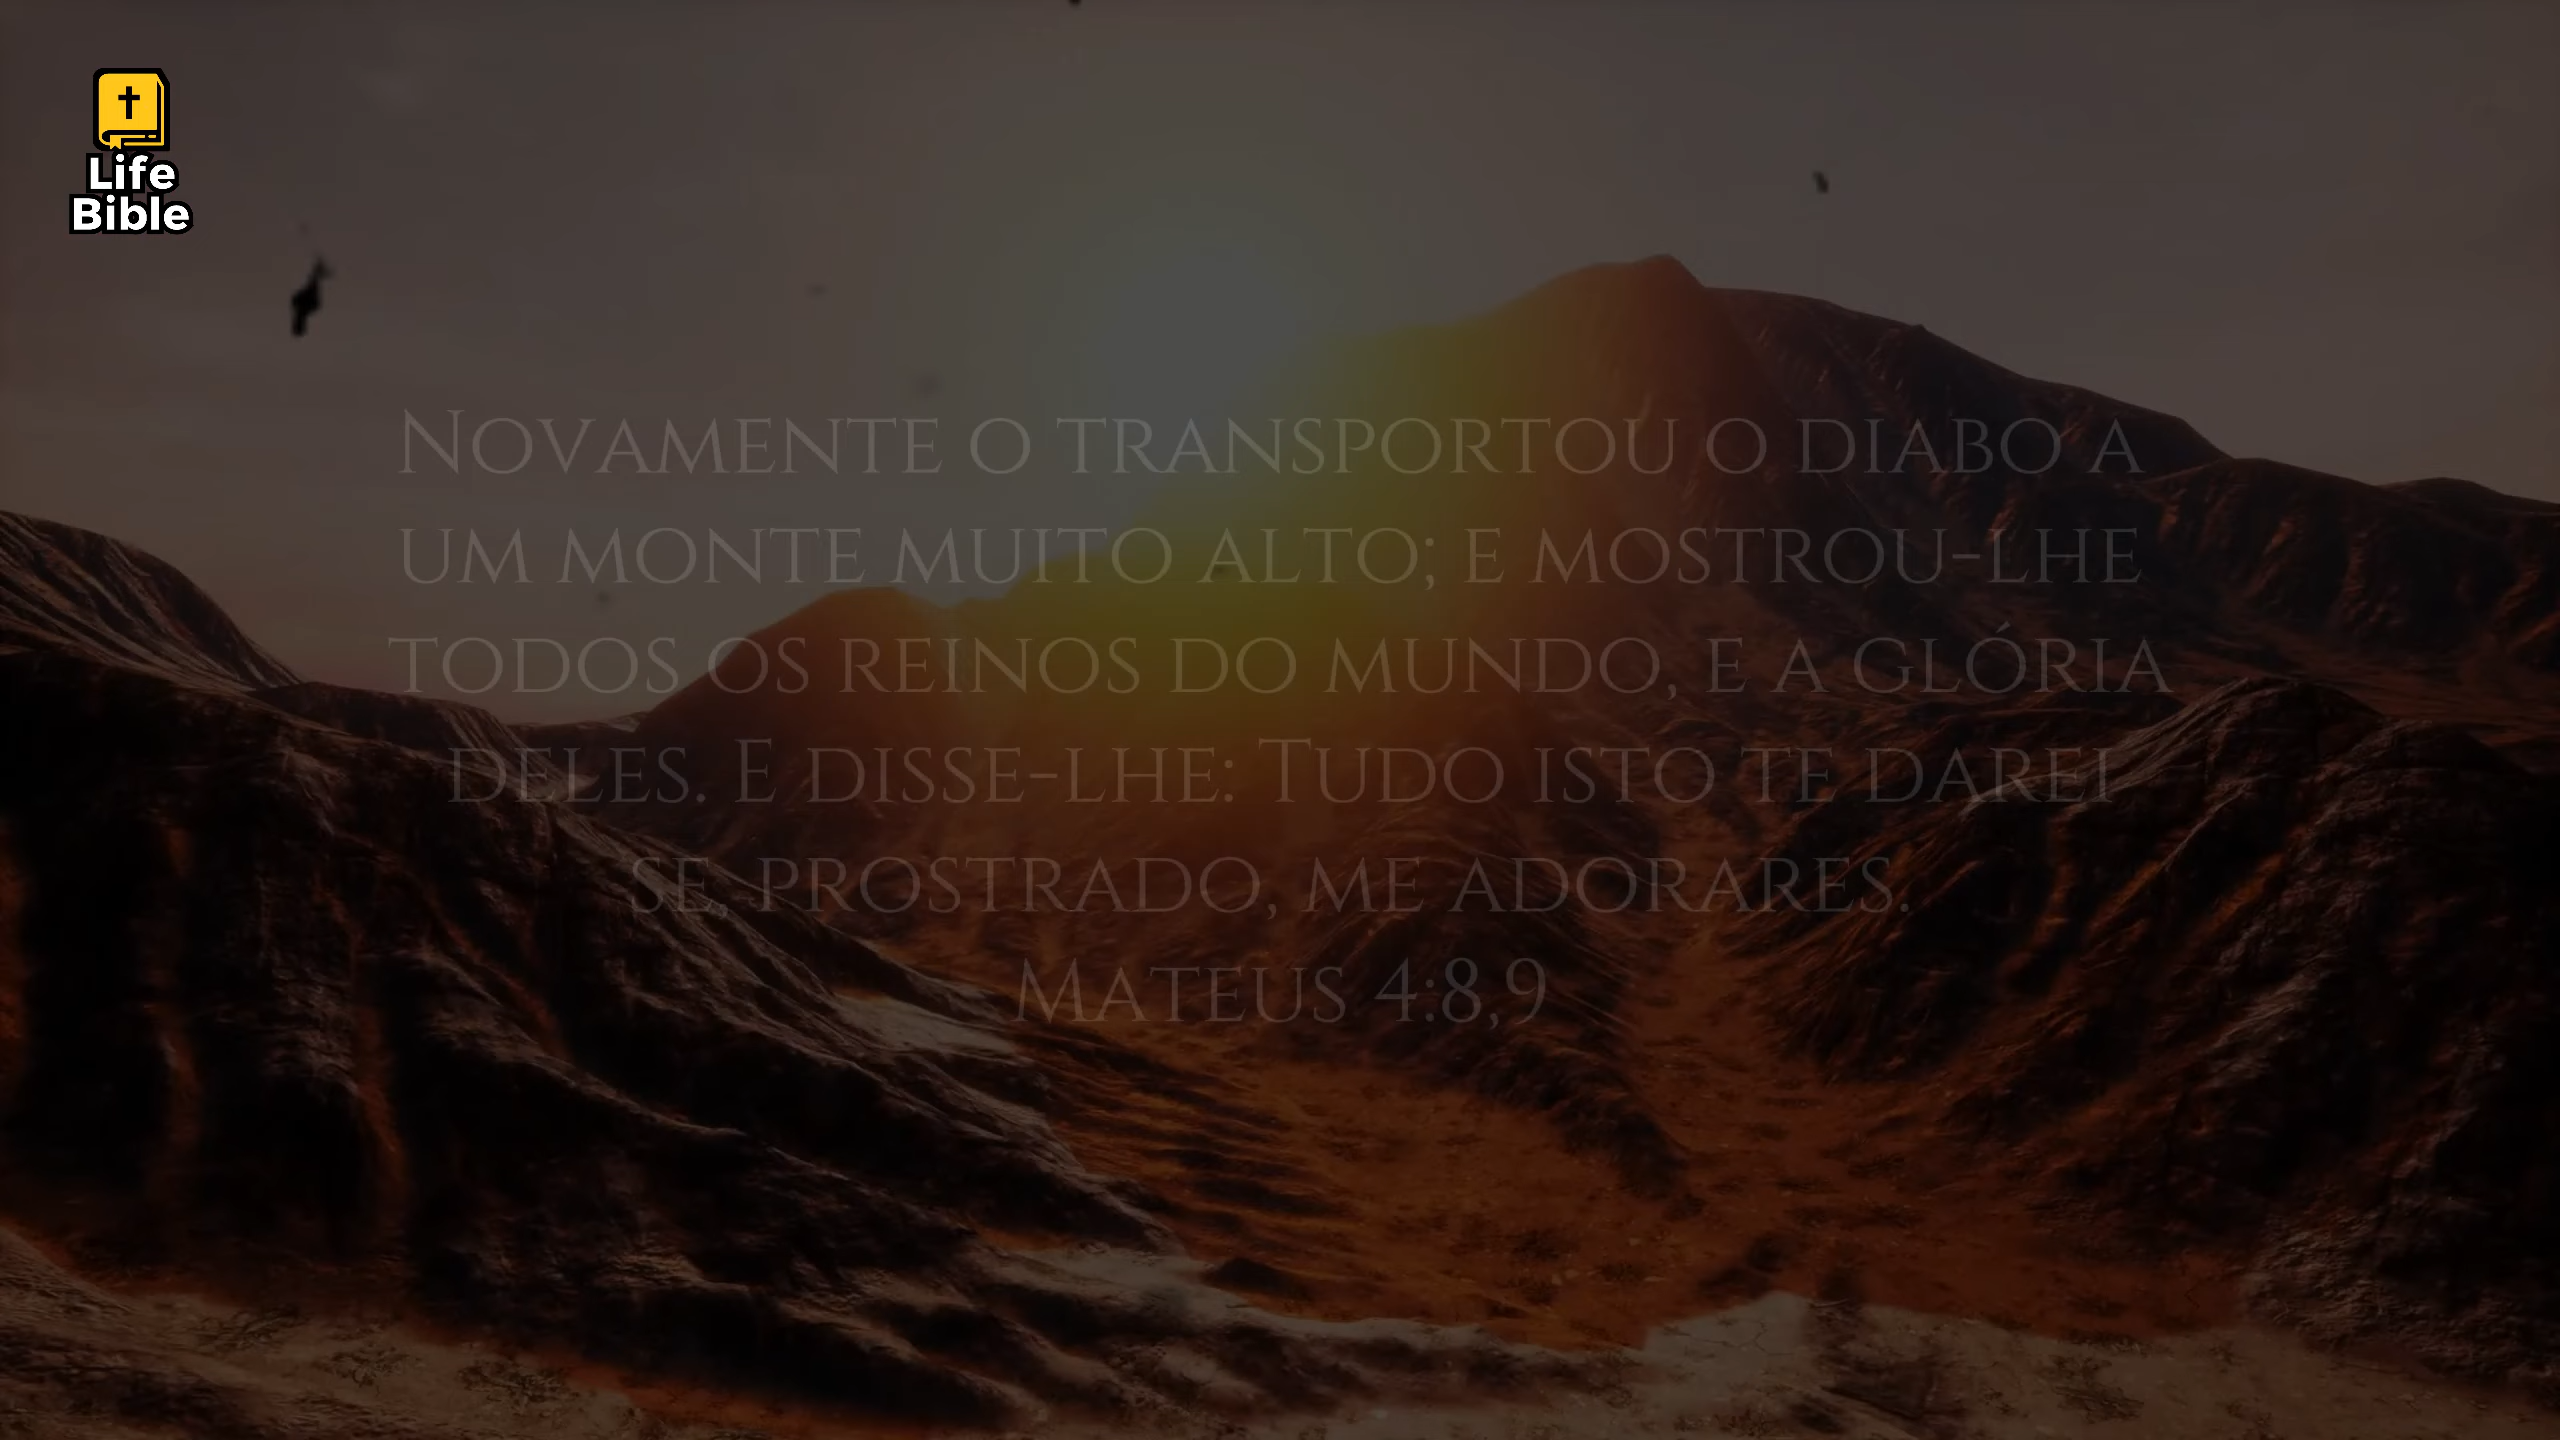 Life
Bible
Novamente o transportou o diabo a
um monte muito alto; e mostrou-lhe
todos os reinos do mundo, e a glória
deles. E disse-lhe: Tudo isto te darei
se, prostrado, me adorares.
Mateus 4:8,9